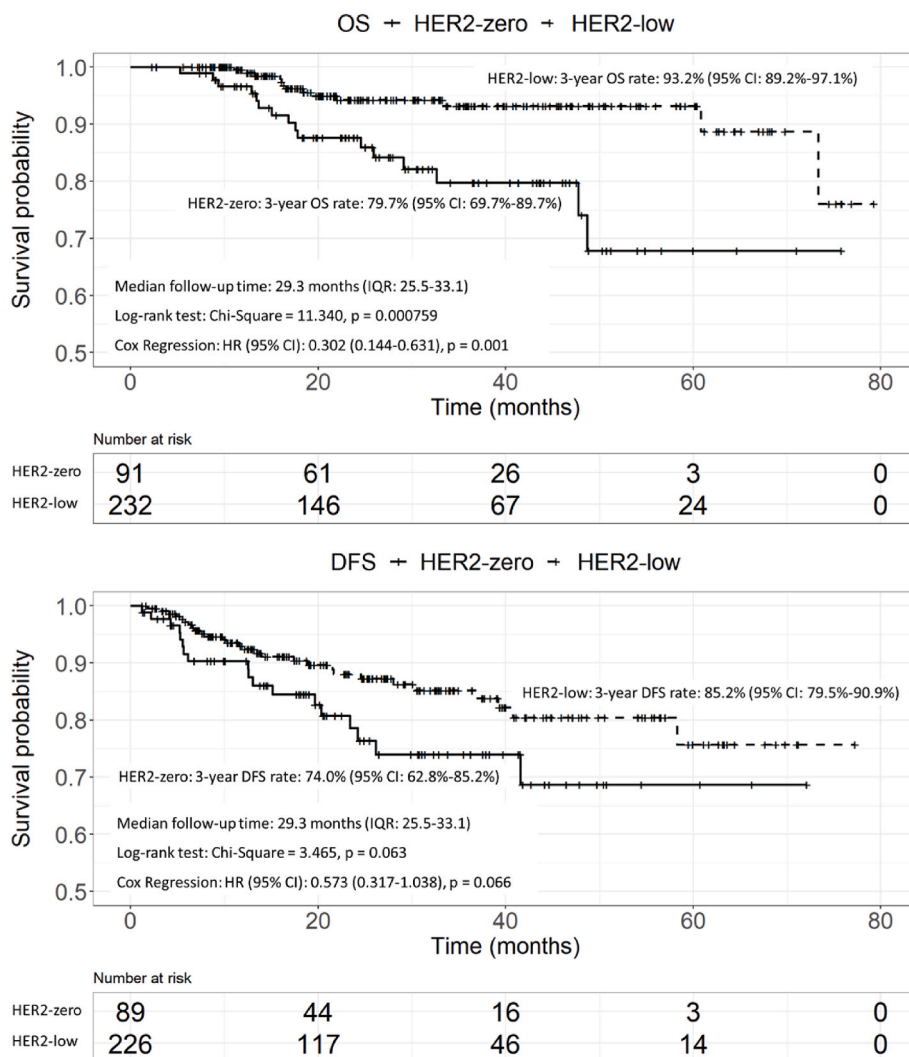 OS HER2-zero HER2-low
1.0
HER2-low: 3-year OS rate: 93.2% (95% CI: 89.2%-97.1%)
0.9
0.8
HER2-zero: 3-year OS rate: 79.7% (95% CI: 69.7%-89.7%)
0.7
Median follow-up time: 29.3 months (IQR: 25.5-33.1)
0.6
Log-rank test: Chi-Square = 11.340, p = 0.000759
Cox Regression: HR (95% CI): 0.302 (0.144-0.631), p = 0.001
0.5
Survival probability
0 20 40 60 80
Time (months)
Number at risk
HER2-zero 91 61 26 3 0
HER2-low 232 146 67 24 0
DFS HER2-zero HER2-low
1.0
0.9
HER2-low: 3-year DFS rate: 85.2% (95% CI: 79.5%-90.9%)
0.8
HER2-zero: 3-year DFS rate: 74.0% (95% CI: 62.8%-85.2%)
0.7
Median follow-up time: 29.3 months (IQR: 25.5-33.1)
0.6
Log-rank test: Chi-Square = 3.465, p = 0.063
Cox Regression: HR (95% CI): 0.573 (0.317-1.038), p = 0.066
0.5
Survival probability
0 20 40 60 80
Time (months)
Number at risk
HER2-zero 89 44 16 3 0
HER2-low 226 117 46 14 0